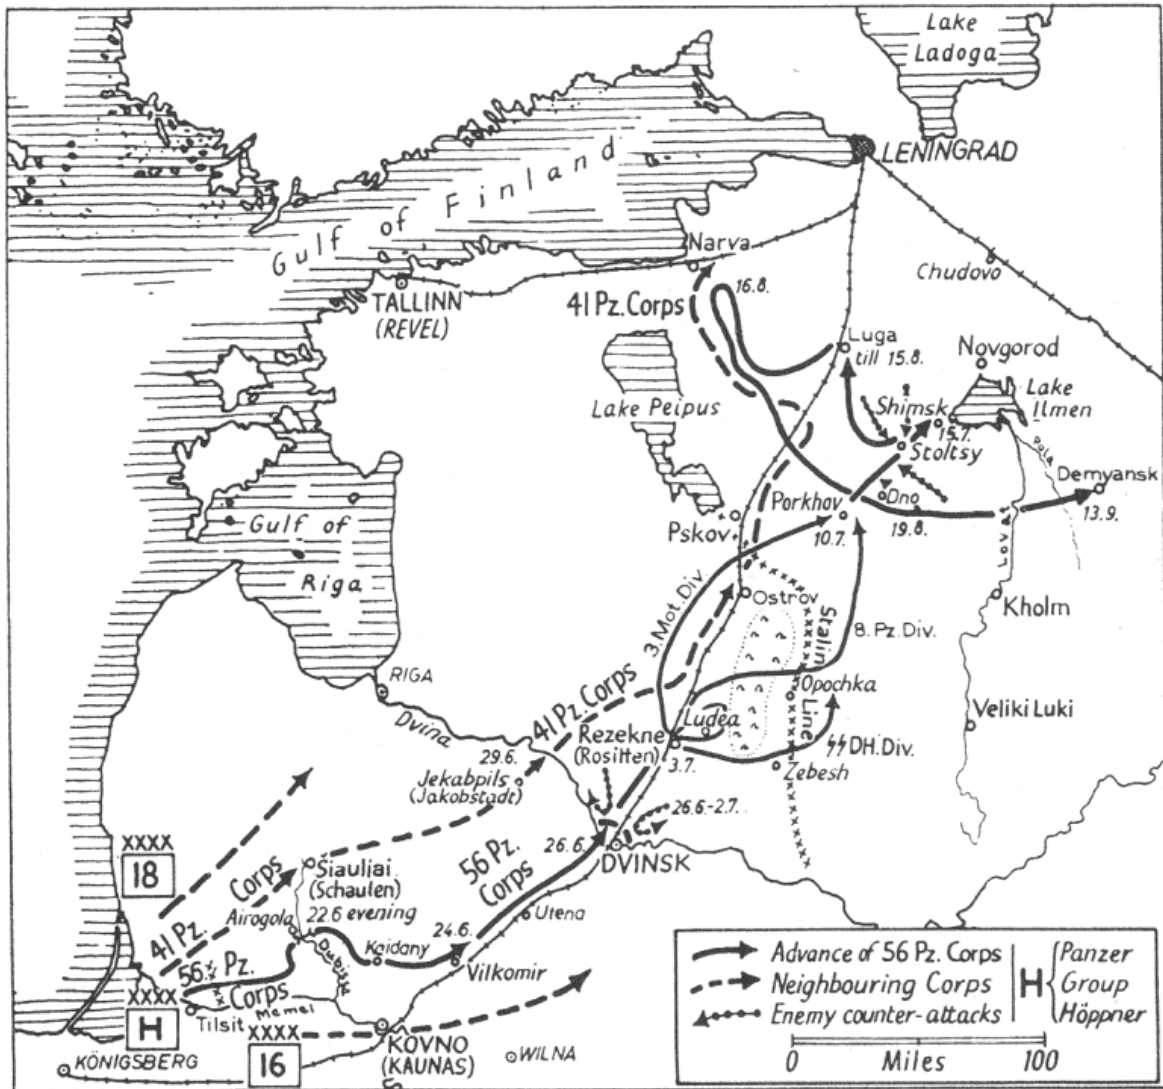 Lake
Ladoga
LENINGRAD
Gulf of Finland
Narva
Chudovo
TALLINN
(REVEL)
41 Pz. Corps
16.8.
Luga
till 15.8.
Novgorod
Lake
Ilmen
Lake Peipus
Shimsk
15.7.
Stoltsy
Pola
Demyansk
13.9.
Dno
Porkhov
10.7.
19.8.
Pskov
Lovat
Gulf of
Riga
Ostrov
Kholm
3.Mot.Div
Stalin
Line
8.Pz.Div.
RIGA
Dvina
41 Pz.Corps
Opochka
Veliki Luki
Ludea
Rezekne
(Rositten)
3.7.
SS DH.Div.
Zebesh
29.6.
Jekabpils
(Jakobstadt)
26.6.-2.7.
26.6.
DVINSK
XXXX
18
56 Pz.
Corps
Siauliai
(Schaulen)
41 Pz.
Corps
Airogola
22.6 evening
24.6.
Utena
Keidany
Vilkomir
Dubissa
56 Pz.
Corps
XXXX
H
Tilsit
Memel
XXXX
16
KOVNO
(KAUNAS)
WILNA
KÖNIGSBERG
Advance of 56 Pz. Corps
Neighbouring Corps
Enemy counter-attacks
H
Panzer
Group
Höppner
0 Miles 100